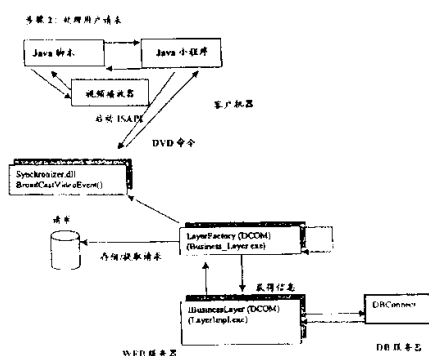 步骤 2: 处理用户请求
Java 脚本
Java 小程序
视频播放器
客户机器
启动 ISAPI
DVD 命令
Synchronizer.dll
BroadCastVideoEvent()
请求
LayerFactory (DCOM)
(Business_Layer.exe)
存储/提取请求
获得信息
IBusinessLayer (DCOM)
(LayerImpl.exe)
DBConnect
WEB 服务器
DB 服务器